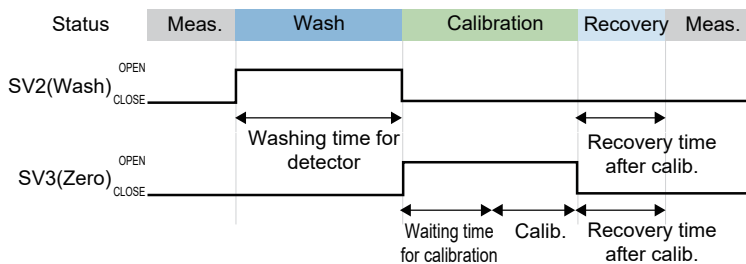 Status Meas. Wash Calibration Recovery Meas.
OPEN
SV2(Wash)
CLOSE
Washing time for
detector
Recovery time
after calib.
OPEN
SV3(Zero)
CLOSE
Waiting time
for calibration
Calib.
Recovery time
after calib.